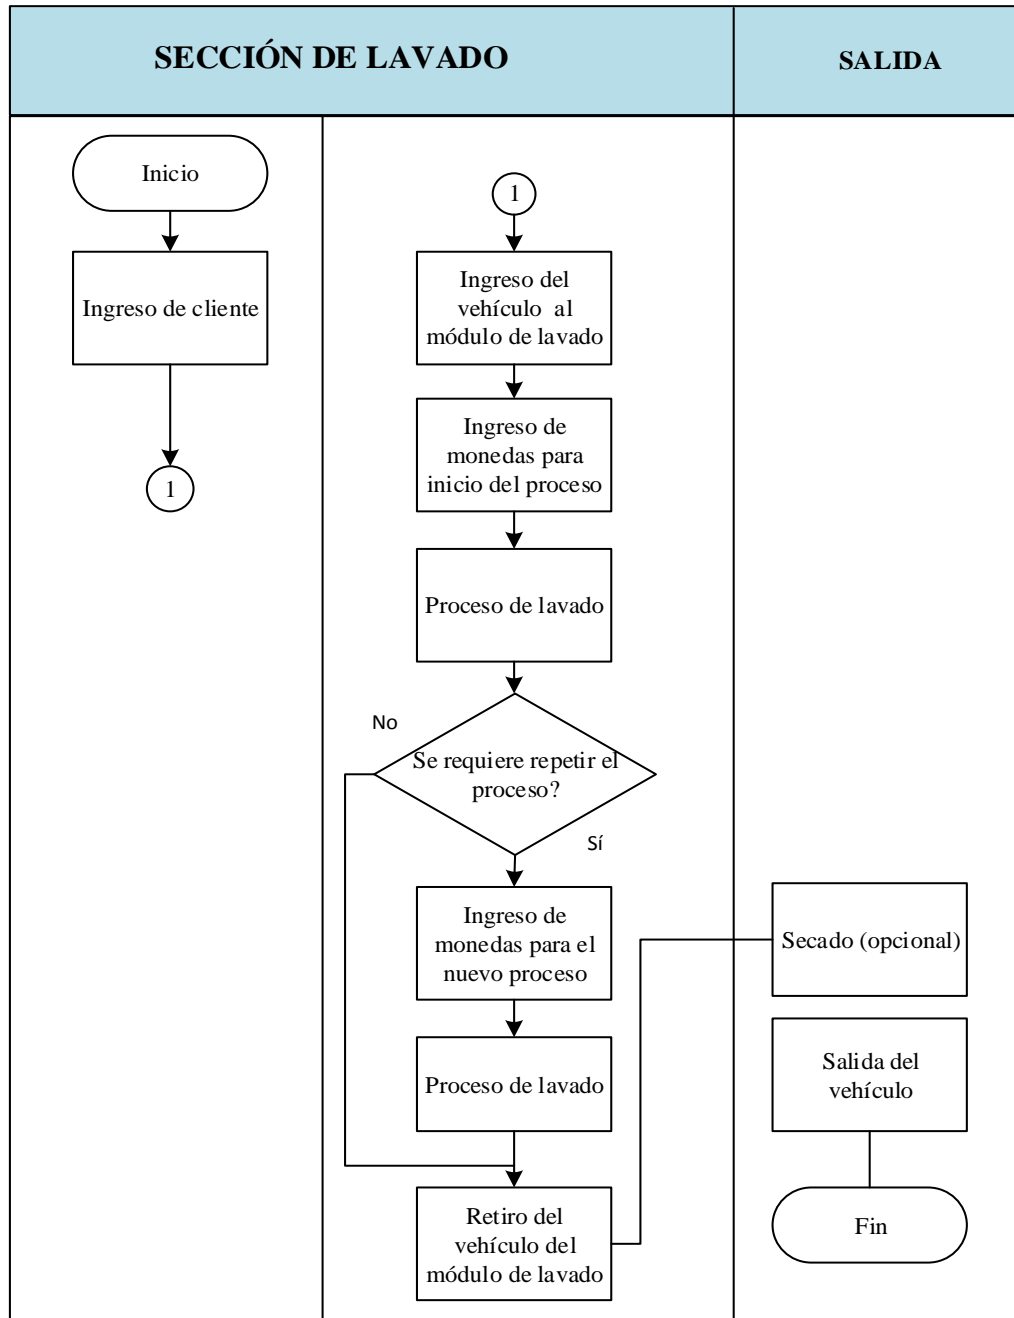 SECCIÓN DE LAVADO
SALIDA
Inicio
Ingreso de cliente
1
1
Ingreso del
vehículo al
módulo de lavado
Ingreso de
monedas para
inicio del proceso
Proceso de lavado
No
Se requiere repetir el
proceso?
Sí
Ingreso de
monedas para el
nuevo proceso
Proceso de lavado
Retiro del
vehículo del
módulo de lavado
Secado (opcional)
Salida del
vehículo
Fin